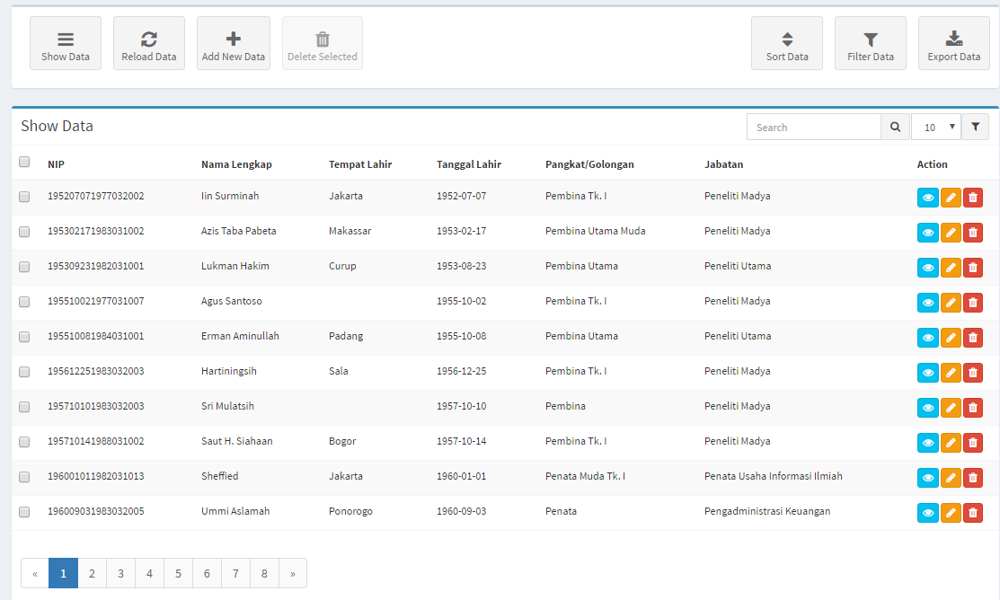 Show Data Reload Data Add New Data Delete Selected Sort Data Filter Data Export Data
Show Data Search 10
NIP Nama Lengkap Tempat Lahir Tanggal Lahir Pangkat/Golongan Jabatan Action
195207071977032002 Iin Surminah Jakarta 1952-07-07 Pembina Tk. I Peneliti Madya
195302171983031002 Azis Taba Pabeta Makassar 1953-02-17 Pembina Utama Muda Peneliti Madya
195309231982031001 Lukman Hakim Curup 1953-08-23 Pembina Utama Peneliti Utama
195510021977031007 Agus Santoso 1955-10-02 Pembina Tk. I Peneliti Madya
195510081984031001 Erman Aminullah Padang 1955-10-08 Pembina Utama Peneliti Utama
195612251983032003 Hartiningsih Sala 1956-12-25 Pembina Tk. I Peneliti Madya
195710101983032003 Sri Mulatsih 1957-10-10 Pembina Peneliti Madya
195710141988031002 Saut H. Siahaan Bogor 1957-10-14 Pembina Tk. I Peneliti Madya
196001011982031013 Sheffied Jakarta 1960-01-01 Penata Muda Tk. I Penata Usaha Informasi Ilmiah
196009031983032005 Ummi Aslamah Ponorogo 1960-09-03 Penata Pengadministrasi Keuangan
« 1 2 3 4 5 6 7 8 »